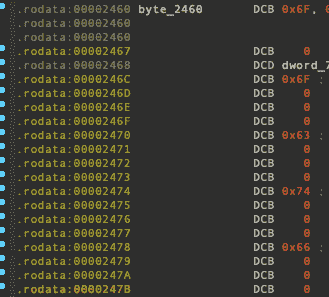 .rodata:00002460 byte_2460 DCB 0x6F,
.rodata:00002460
.rodata:00002460
.rodata:00002467 DCB 0
.rodata:00002468 DCD dword_
.rodata:0000246C DCB 0x6F ;
.rodata:0000246D DCB 0
.rodata:0000246E DCB 0
.rodata:0000246F DCB 0
.rodata:00002470 DCB 0x63 ;
.rodata:00002471 DCB 0
.rodata:00002472 DCB 0
.rodata:00002473 DCB 0
.rodata:00002474 DCB 0x74 ;
.rodata:00002475 DCB 0
.rodata:00002476 DCB 0
.rodata:00002477 DCB 0
.rodata:00002478 DCB 0x66 ;
.rodata:00002479 DCB 0
.rodata:0000247A DCB 0
.rodata:0000247B DCB 0